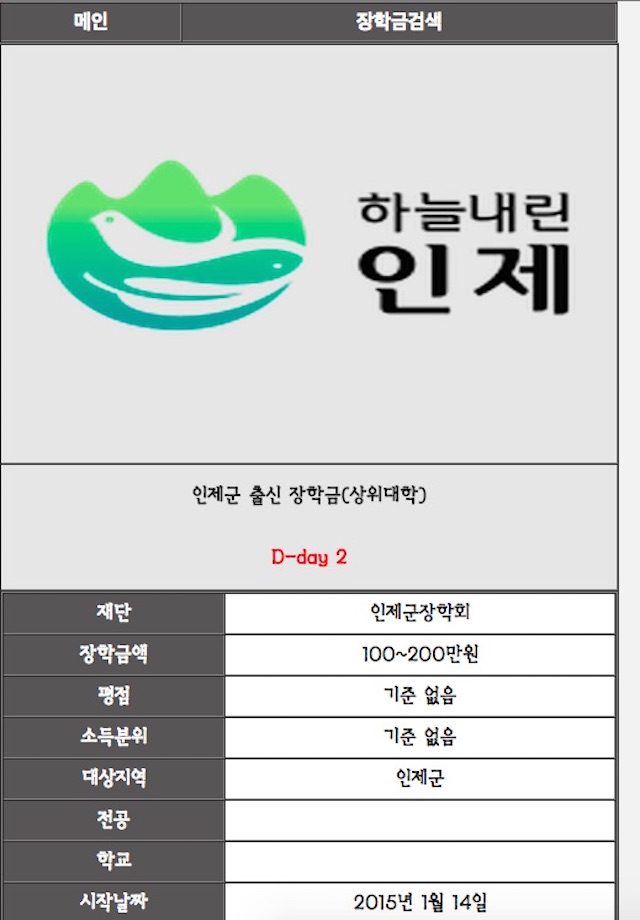 메인 장학금검색
하늘내린
인제
인제군 출신 장학금(상위대학)
D-day 2
재단 인제군장학회
장학금액 100~200만원
평점 기준 없음
소득분위 기준 없음
대상지역 인제군
전공
학교
시작날짜 2015년 1월 14일